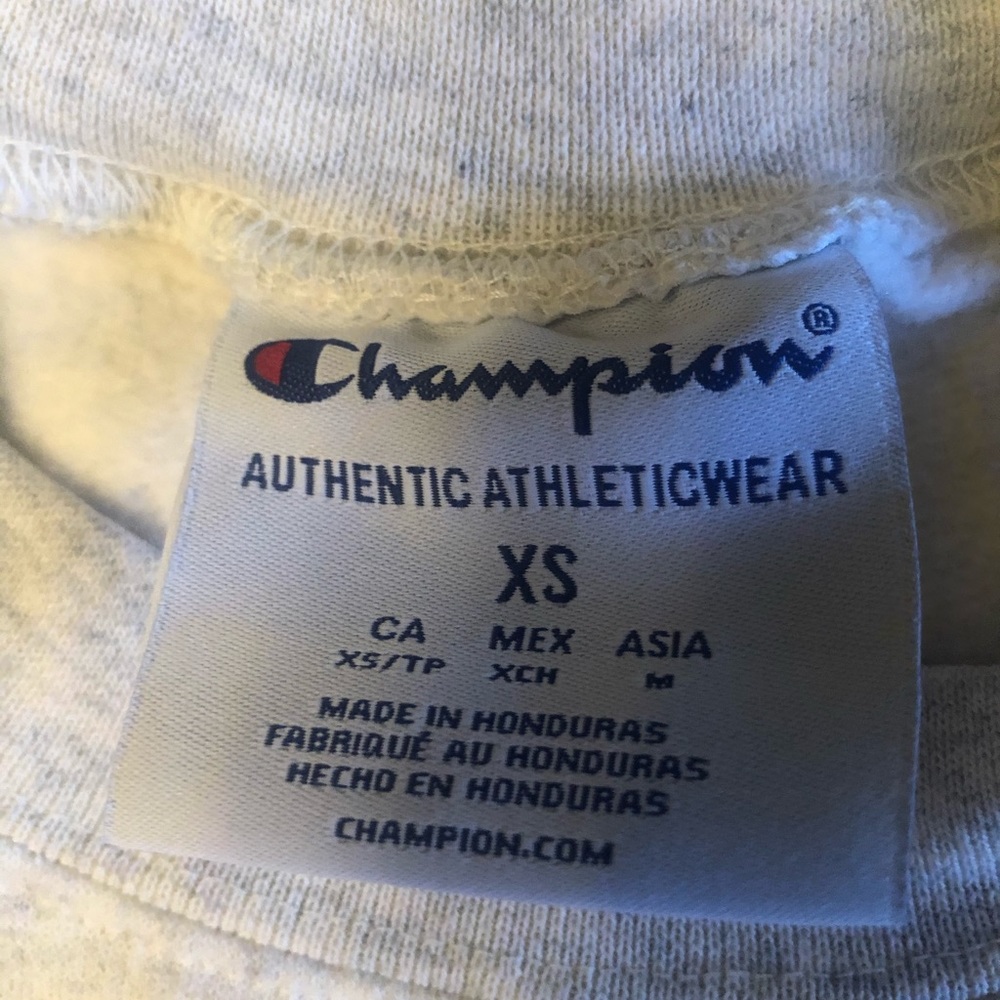 Champion®
AUTHENTIC ATHLETICWEAR
XS
CA MEX ASIA
XS/TP XCH M
MADE IN HONDURAS
FABRIQUÉ AU HONDURAS
HECHO EN HONDURAS
CHAMPION.COM